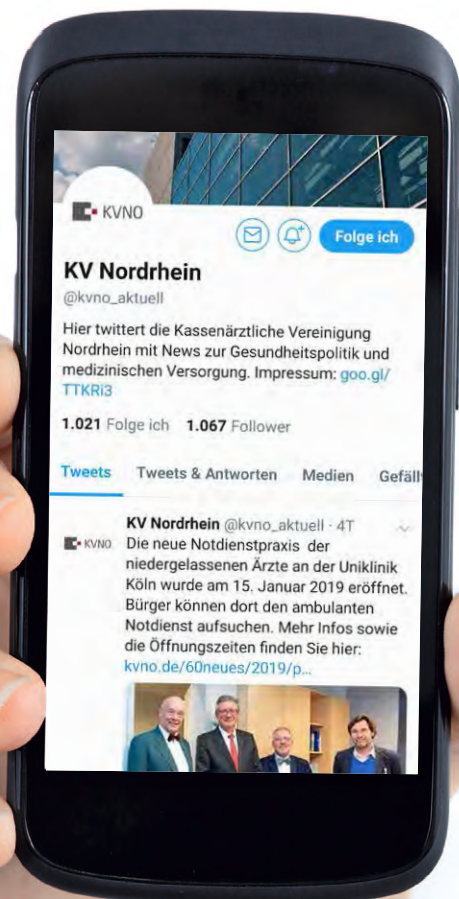 KVNO
Folge ich
KV Nordrhein
@kvno_aktuell
Hier twittert die Kassenärztliche Vereinigung
Nordrhein mit News zur Gesundheitspolitik und
medizinischen Versorgung. Impressum: goo.gl/
TTKRi3
1.021 Folge ich 1.067 Follower
Tweets Tweets & Antworten Medien Gefäll
KV Nordrhein @kvno_aktuell · 4T
KVNO
Die neue Notdienstpraxis der
niedergelassenen Ärzte an der Uniklinik
Köln wurde am 15. Januar 2019 eröffnet.
Bürger können dort den ambulanten
Notdienst aufsuchen. Mehr Infos sowie
die Öffnungszeiten finden Sie hier:
kvno.de/60neues/2019/p...